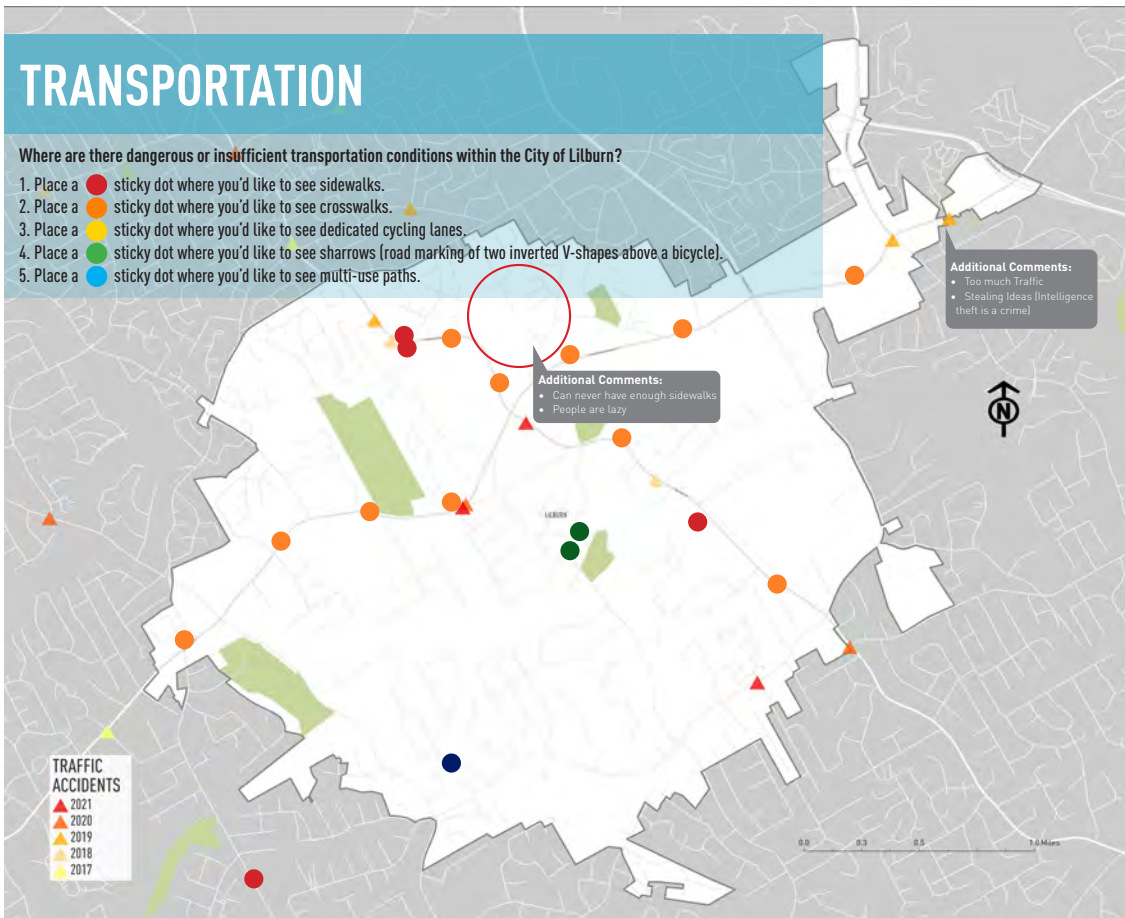 TRANSPORTATION
Where are there dangerous or insufficient transportation conditions within the City of Lilburn?
1. Place a sticky dot where you'd like to see sidewalks.
2. Place a sticky dot where you'd like to see crosswalks.
3. Place a sticky dot where you'd like to see dedicated cycling lanes.
4. Place a sticky dot where you'd like to see sharrows (road marking of two inverted V-shapes above a bicycle).
5. Place a sticky dot where you'd like to see multi-use paths.
Additional Comments:
• Too much Traffic
• Stealing Ideas (Intelligence
theft is a crime)
Additional Comments:
• Can never have enough sidewalks
• People are lazy
N
LILBURN
TRAFFIC
ACCIDENTS
2021
2020
2019
2018
2017
0.0 0.3 0.5 1.0 Miles